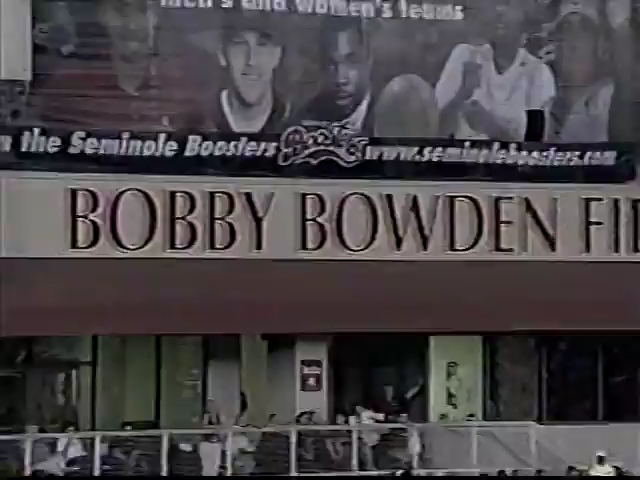 men's and women's teams
the Seminole Boosters www.seminoleboosters.com
BOBBY BOWDEN FI